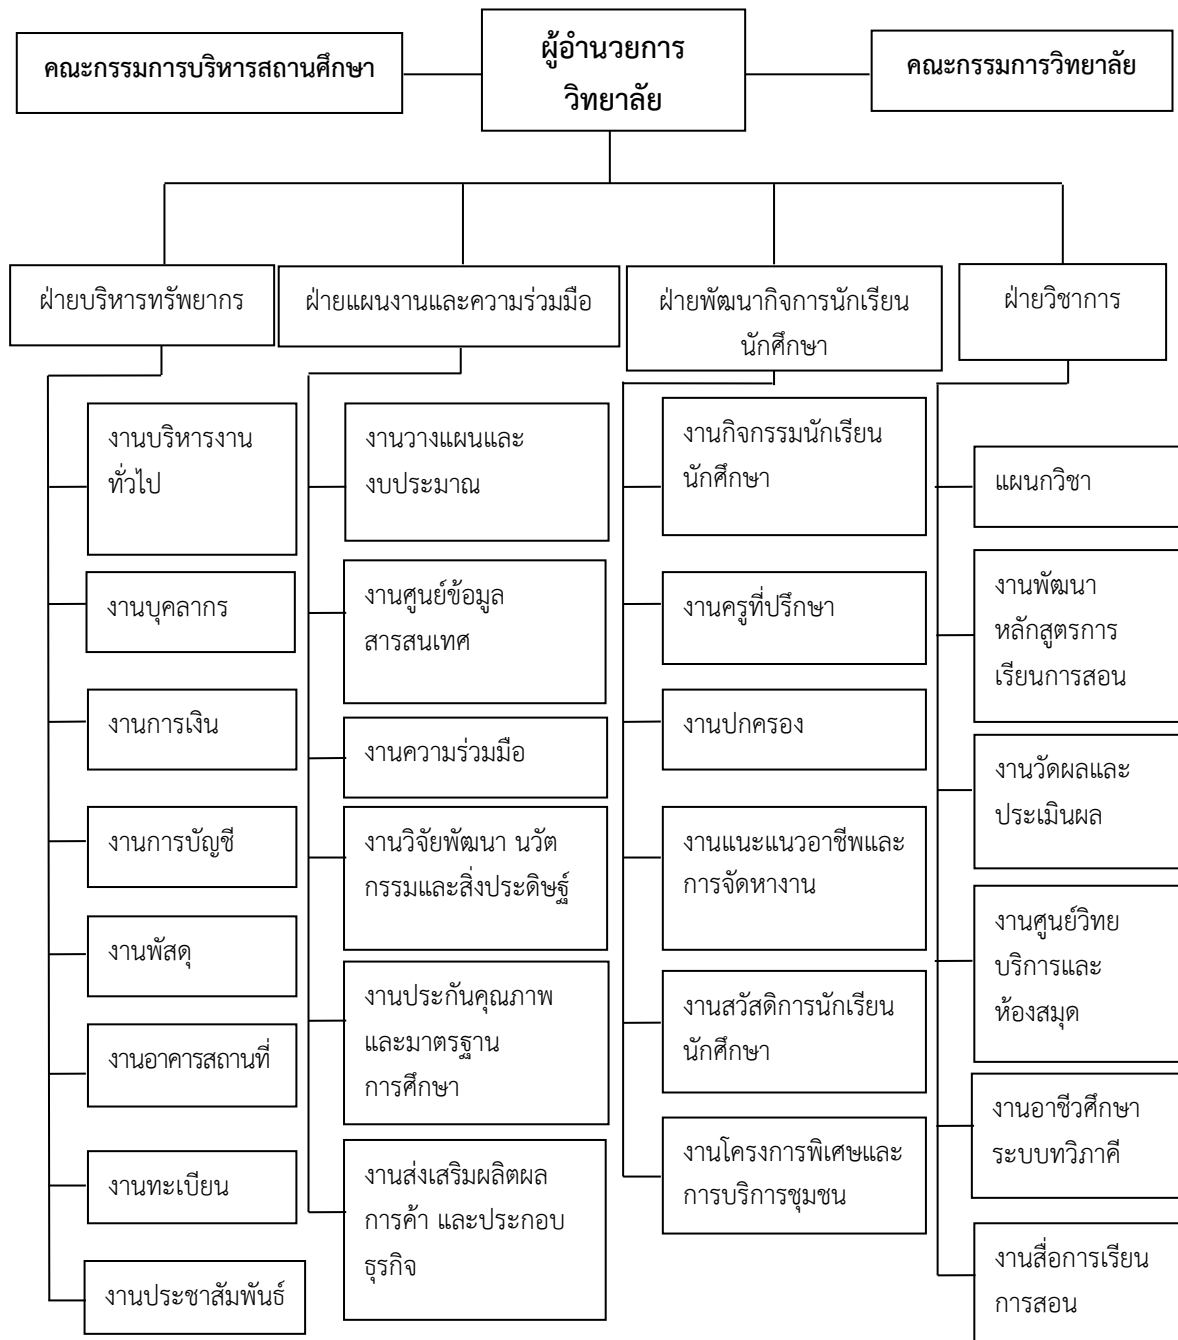 คณะกรรมการบริหารสถานศึกษา
ผู้อำนวยการ
วิทยาลัย
คณะกรรมการวิทยาลัย
ฝ่ายบริหารทรัพยากร
ฝ่ายแผนงานและความร่วมมือ
ฝ่ายพัฒนากิจการนักเรียน
นักศึกษา
ฝ่ายวิชาการ
งานบริหารงาน
ทั่วไป
งานบุคลากร
งานการเงิน
งานการบัญชี
งานพัสดุ
งานอาคารสถานที่
งานทะเบียน
งานประชาสัมพันธ์
งานวางแผนและ
งบประมาณ
งานศูนย์ข้อมูล
สารสนเทศ
งานความร่วมมือ
งานวิจัยพัฒนา นวัต
กรรมและสิ่งประดิษฐ์
งานประกันคุณภาพ
และมาตรฐาน
การศึกษา
งานส่งเสริมผลิตผล
การค้า และประกอบ
ธุรกิจ
งานกิจกรรมนักเรียน
นักศึกษา
งานครูที่ปรึกษา
งานปกครอง
งานแนะแนวอาชีพและ
การจัดหางาน
งานสวัสดิการนักเรียน
นักศึกษา
งานโครงการพิเศษและ
การบริการชุมชน
แผนกวิชา
งานพัฒนา
หลักสูตรการ
เรียนการสอน
งานวัดผลและ
ประเมินผล
งานศูนย์วิทย
บริการและ
ห้องสมุด
งานอาชีวศึกษา
ระบบทวิภาคี
งานสื่อการเรียน
การสอน